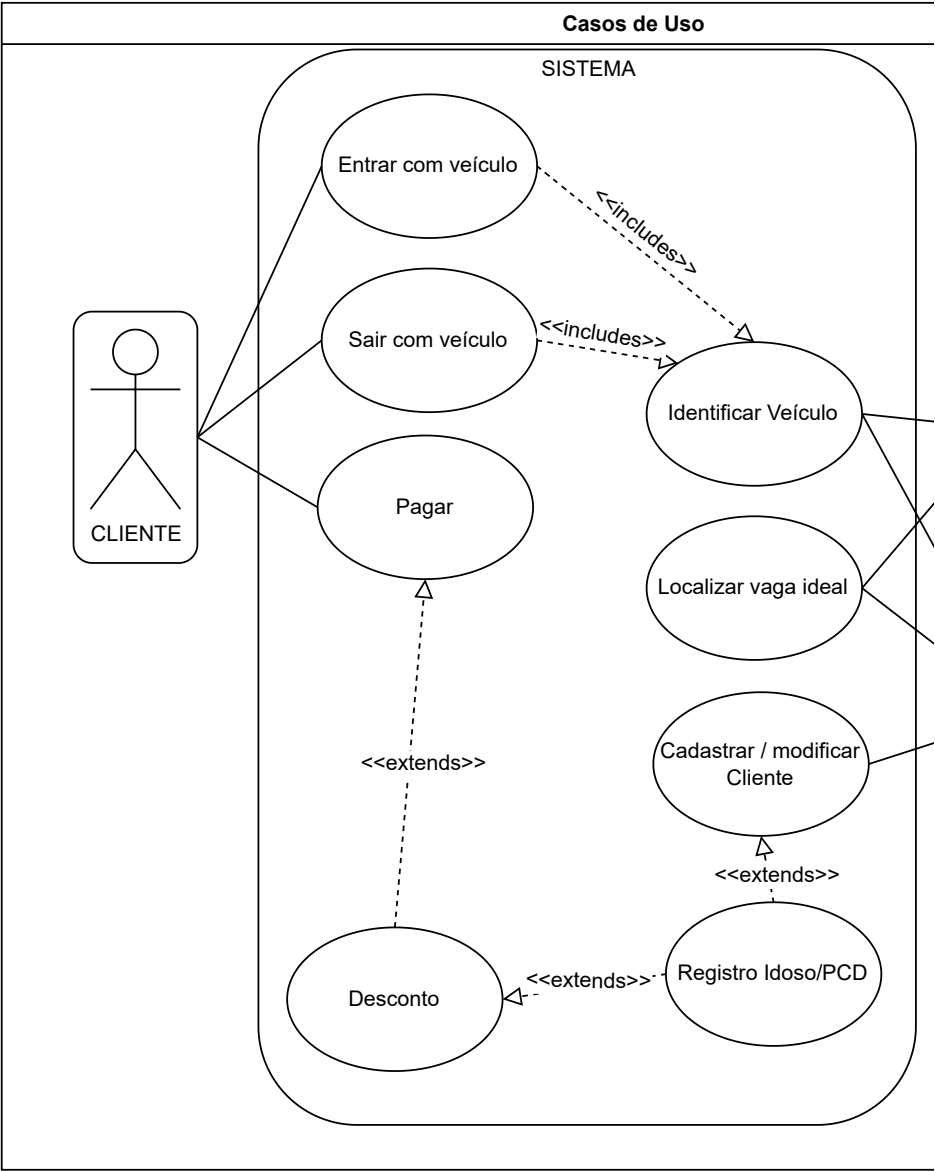 Casos de Uso
SISTEMA
Entrar com veículo
<<includes>>
Sair com veículo
<<includes>>
Identificar Veículo
Pagar
CLIENTE
Localizar vaga ideal
Cadastrar / modificar
Cliente
<<extends>>
<<extends>>
Registro Idoso/PCD
<<extends>>
Desconto